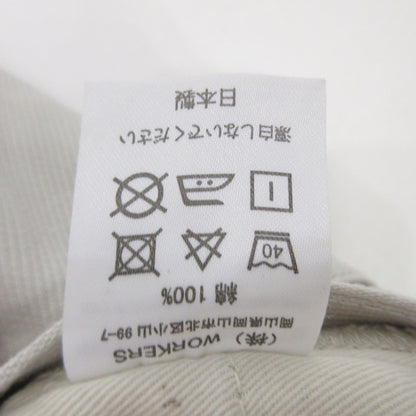 (株) WORKERS
岡山県岡山市北区小山 99-7
綿 100%
40
漂白しないでください
日本製